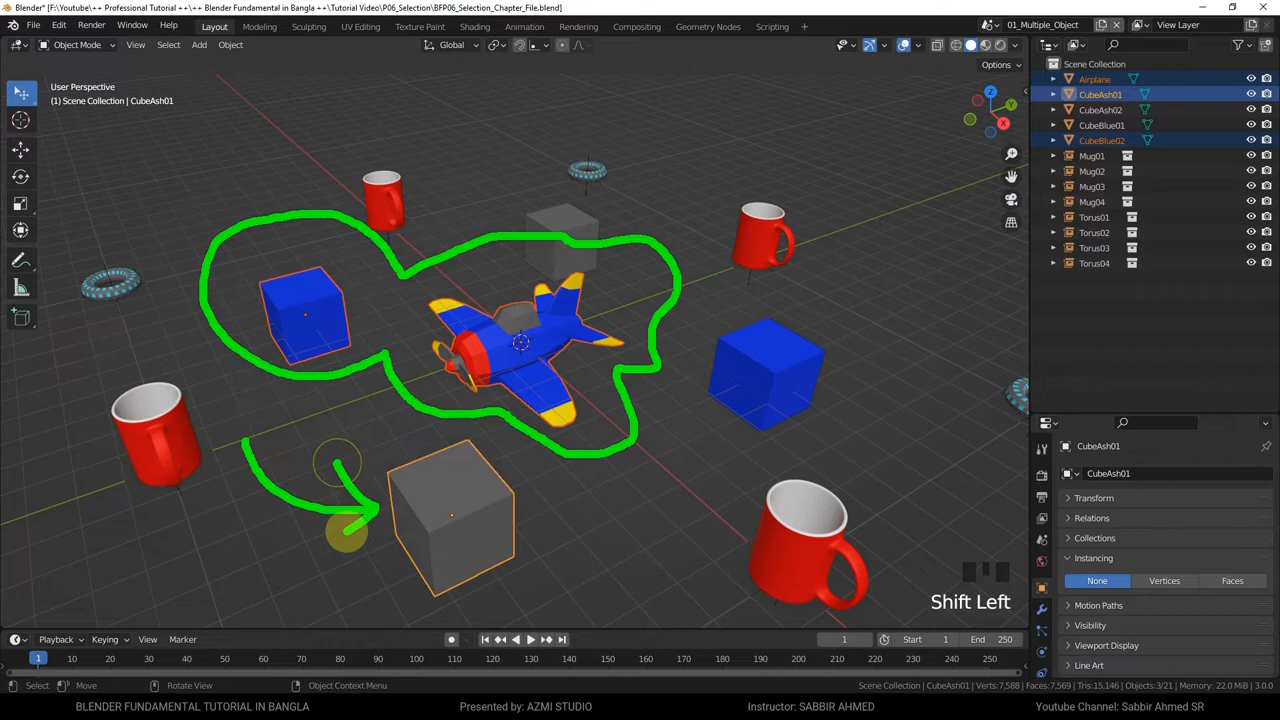 Blender* [F:\Youtube\++ Professional Tutorial ++\++ Blender Fundamental in Bangla ++\Tutorial Video\P06_Selection\BFP06_Selection_Chapter_File.blend]
File Edit Render Window Help Layout Modeling Sculpting UV Editing Texture Paint Shading Animation Rendering Compositing Geometry Nodes Scripting + 01_Multiple_Object View Layer
Object Mode View Select Add Object Global
Options
User Perspective
(1) Scene Collection | CubeAsh01
X
Y
Z
Scene Collection
Airplane
CubeAsh01
CubeAsh02
CubeBlue01
CubeBlue02
Mug01
Mug02
Mug03
Mug04
Torus01
Torus02
Torus03
Torus04
CubeAsh01
CubeAsh01
Transform
Relations
Collections
Instancing
None Vertices Faces
Motion Paths
Visibility
Viewport Display
Line Art
Shift Left
Playback Keying View Marker 1 Start 1 End 250
1 10 20 30 40 50 60 70 80 90 100 110 120 130 140 150 160 170 180 190 200 210 220 230 240 250
Select Move Rotate View Object Context Menu Scene Collection | CubeAsh01 | Verts:7,588 | Faces:7,569 | Tris:15,146 | Objects:3/21 | Memory: 22.0 MiB | 3.0.0
BLENDER FUNDAMENTAL TUTORIAL IN BANGLA Presented by: AZMI STUDIO Instructor: SABBIR AHMED Youtube Channel: Sabbir Ahmed SR